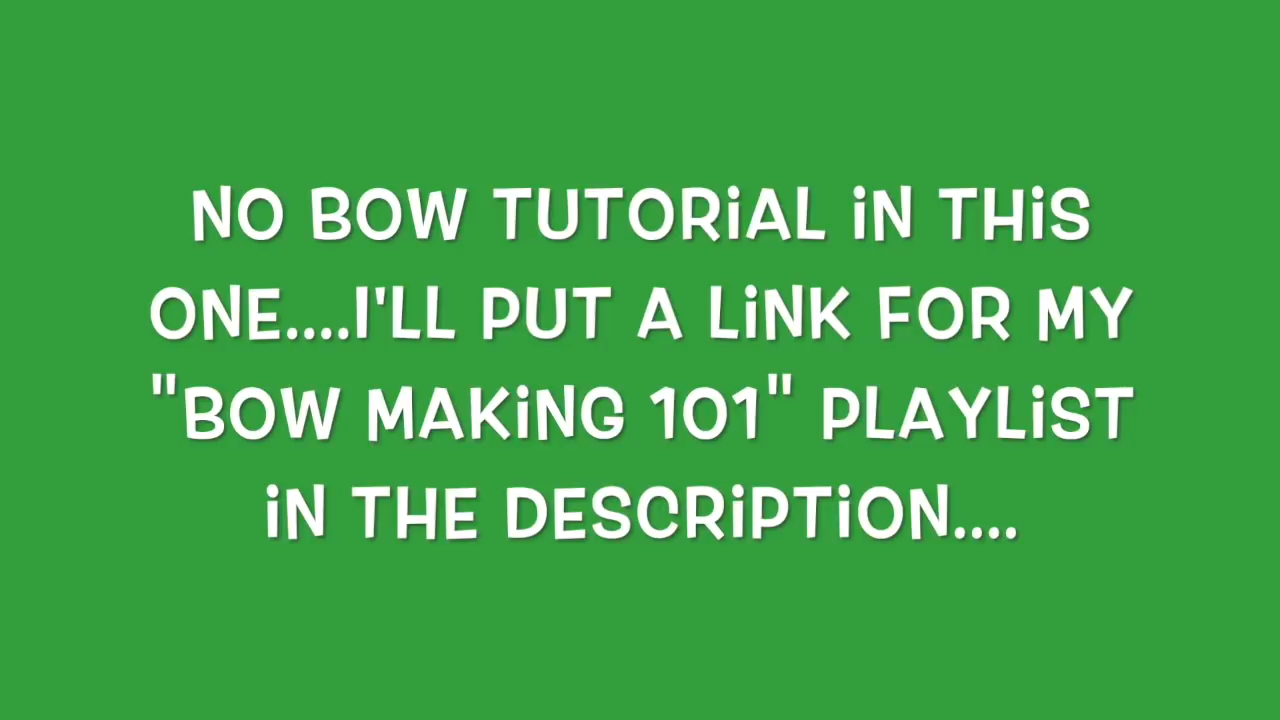 NO BOW TUTORiAL iN THiS
ONE....I'LL PUT A LiNK FOR MY
"BOW MAKiNG 101" PLAYLiST
iN THE DESCRiPTiON....